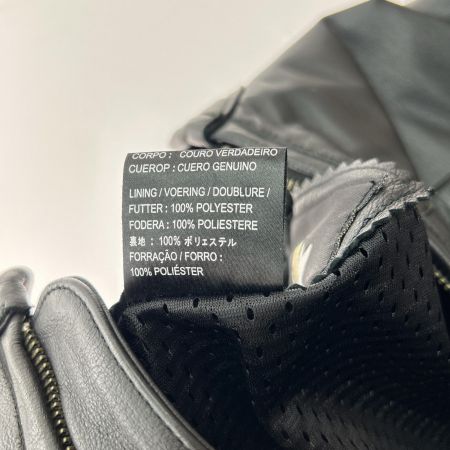 CORPO : COURO VERDADEIRO
CUEROP : CUERO GENUINO
LINING / VOERING / DOUBLURE /
FUTTER : 100% POLYESTER
FODERA : 100% POLIESTERE
裏地 : 100% ポリエステル
FORRAÇÃO / FORRO :
100% POLIÉSTER